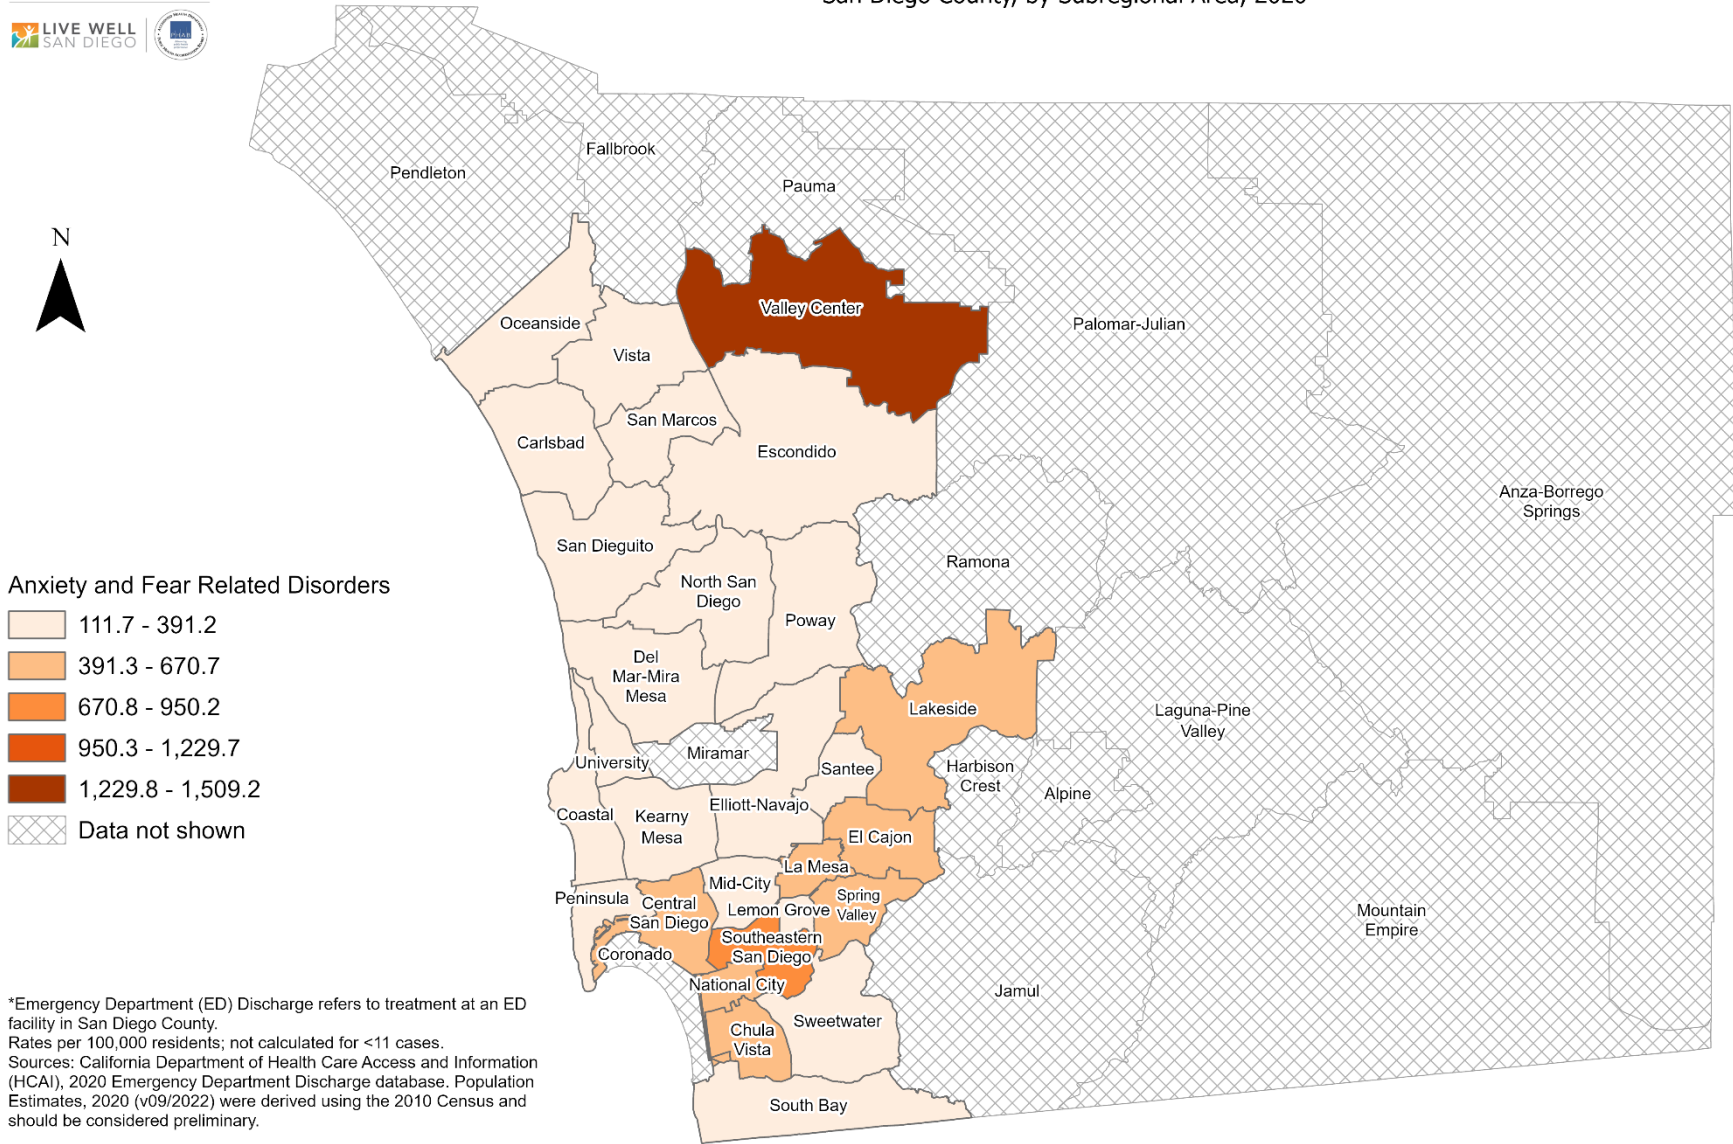 San Diego County, by Subregional Area, 2020
LIVE WELL
SAN DIEGO
PHAB
N
Fallbrook
Pendleton
Pauma
Valley Center
Oceanside
Palomar-Julian
Vista
San Marcos
Carlsbad
Escondido
Anza-Borrego
Springs
San Dieguito
Ramona
North San
Diego
Poway
Del
Mar-Mira
Mesa
Lakeside
Laguna-Pine
Valley
Miramar
University
Santee
Harbison
Crest
Alpine
Elliott-Navajo
Coastal
Kearny
Mesa
El Cajon
La Mesa
Mid-City
Peninsula
Central
San Diego
Spring
Valley
Lemon Grove
Mountain
Empire
Southeastern
San Diego
Coronado
National City
Jamul
Sweetwater
Chula
Vista
South Bay
Anxiety and Fear Related Disorders
111.7 - 391.2
391.3 - 670.7
670.8 - 950.2
950.3 - 1,229.7
1,229.8 - 1,509.2
Data not shown
*Emergency Department (ED) Discharge refers to treatment at an ED
facility in San Diego County.
Rates per 100,000 residents; not calculated for <11 cases.
Sources: California Department of Health Care Access and Information
(HCAI), 2020 Emergency Department Discharge database. Population
Estimates, 2020 (v09/2022) were derived using the 2010 Census and
should be considered preliminary.